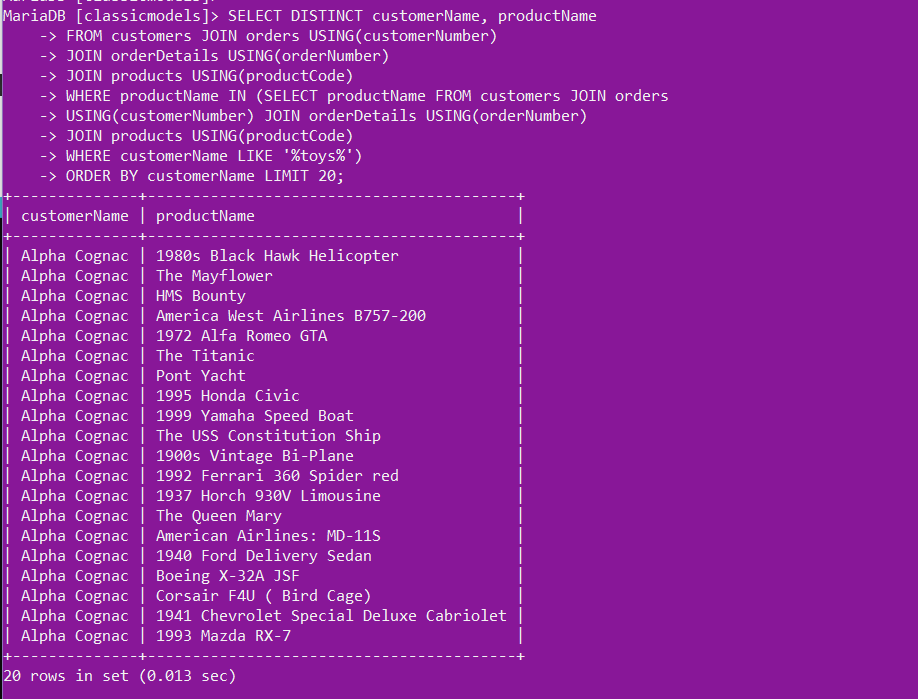 MariaDB [classicmodels]> SELECT DISTINCT customerName, productName
    -> FROM customers JOIN orders USING(customerNumber)
    -> JOIN orderDetails USING(orderNumber)
    -> JOIN products USING(productCode)
    -> WHERE productName IN (SELECT productName FROM customers JOIN orders
    -> USING(customerNumber) JOIN orderDetails USING(orderNumber)
    -> JOIN products USING(productCode)
    -> WHERE customerName LIKE '%toys%')
    -> ORDER BY customerName LIMIT 20;
+--------------+-----------------------------------------+
| customerName | productName                             |
+--------------+-----------------------------------------+
| Alpha Cognac | 1980s Black Hawk Helicopter             |
| Alpha Cognac | The Mayflower                           |
| Alpha Cognac | HMS Bounty                              |
| Alpha Cognac | America West Airlines B757-200          |
| Alpha Cognac | 1972 Alfa Romeo GTA                     |
| Alpha Cognac | The Titanic                             |
| Alpha Cognac | Pont Yacht                              |
| Alpha Cognac | 1995 Honda Civic                        |
| Alpha Cognac | 1999 Yamaha Speed Boat                  |
| Alpha Cognac | The USS Constitution Ship               |
| Alpha Cognac | 1900s Vintage Bi-Plane                  |
| Alpha Cognac | 1992 Ferrari 360 Spider red             |
| Alpha Cognac | 1937 Horch 930V Limousine               |
| Alpha Cognac | The Queen Mary                          |
| Alpha Cognac | American Airlines: MD-11S               |
| Alpha Cognac | 1940 Ford Delivery Sedan                |
| Alpha Cognac | Boeing X-32A JSF                        |
| Alpha Cognac | Corsair F4U ( Bird Cage)                |
| Alpha Cognac | 1941 Chevrolet Special Deluxe Cabriolet |
| Alpha Cognac | 1993 Mazda RX-7                         |
+--------------+-----------------------------------------+
20 rows in set (0.013 sec)